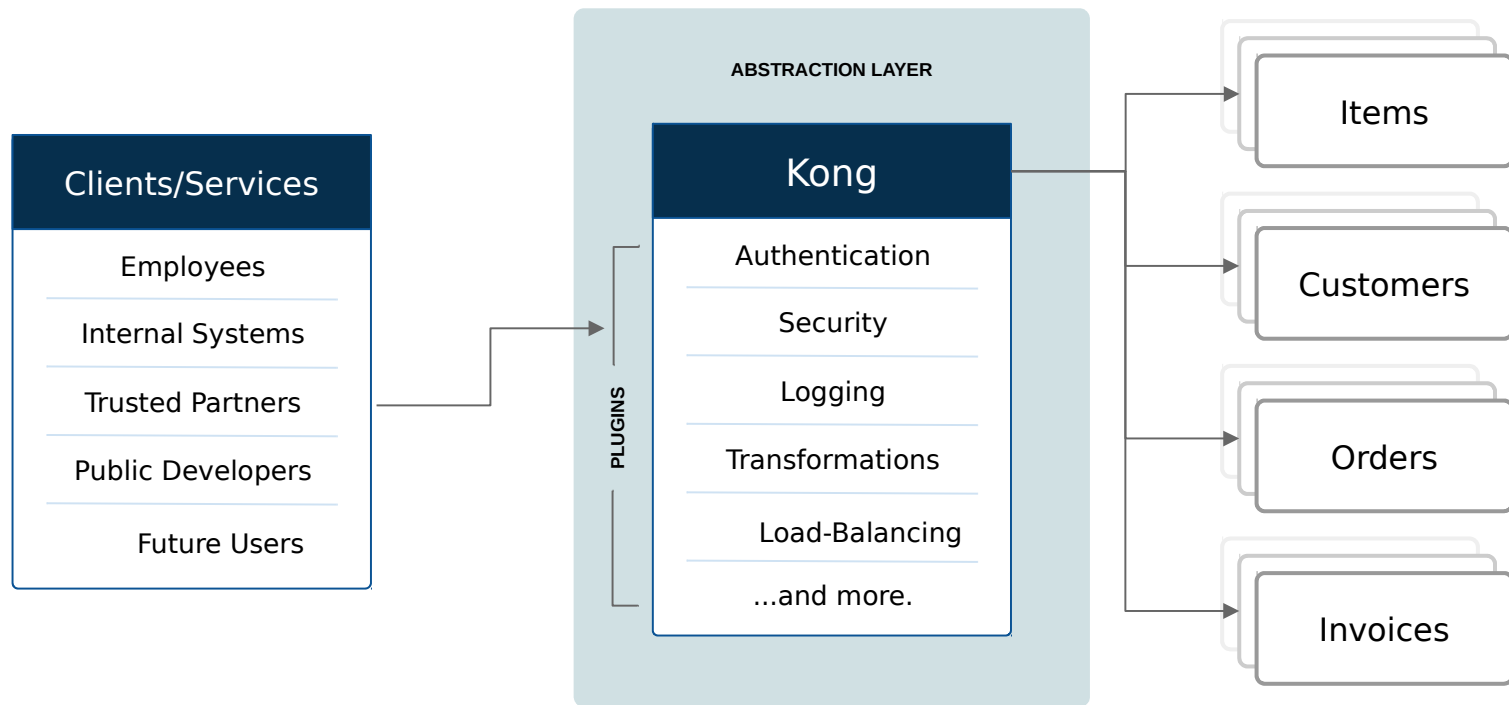 Clients/Services
Employees
Internal Systems
Trusted Partners
Public Developers
Future Users
ABSTRACTION LAYER
PLUGINS
Kong
Authentication
Security
Logging
Transformations
Load-Balancing
...and more.
Items
Customers
Orders
Invoices